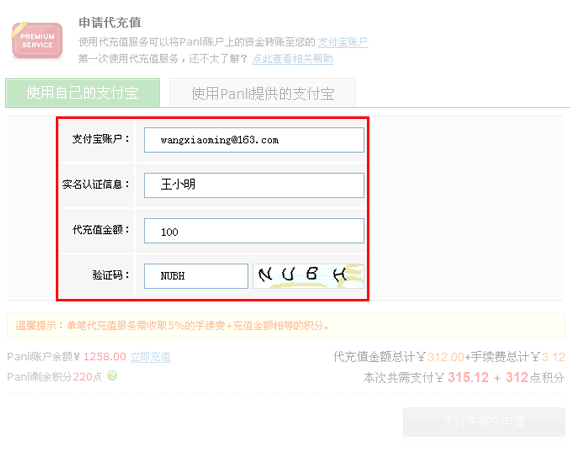 PREMIUM
SERVICE
申请代充值
使用代充值服务可以将Panli账户上的资金转账至您的 支付宝账户
第一次使用代充值服务，还不太了解？ 点此查看相关帮助
使用自己的支付宝
使用Panli提供的支付宝
支付宝账户： wangxiaoming@163.com
实名认证信息： 王小明
代充值金额： 100
验证码： NUBH NUBH
温馨提示：单笔代充值服务需收取5%的手续费+充值金额相等的积分。
Panli账户余额￥1258.00 立即充值
代充值金额总计￥312.00+手续费总计￥3.12
Panli剩余积分220点
本次共需支付￥315.12 + 312点积分
支付并提交申请